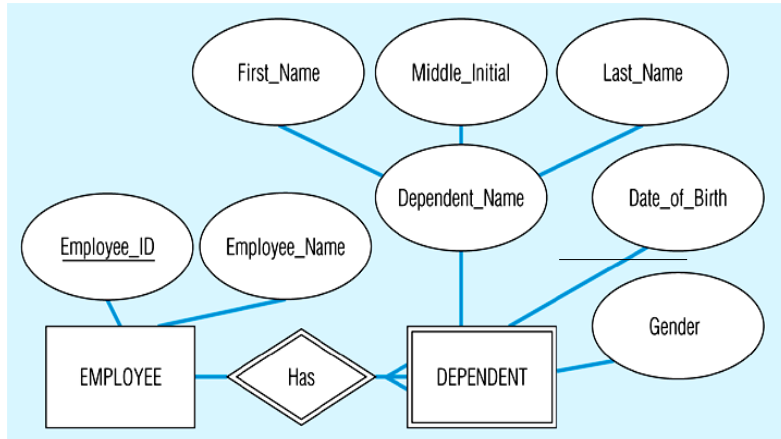 First_Name
Middle_Initial
Last_Name
Dependent_Name
Date_of_Birth
Employee_ID
Employee_Name
Gender
EMPLOYEE
Has
DEPENDENT